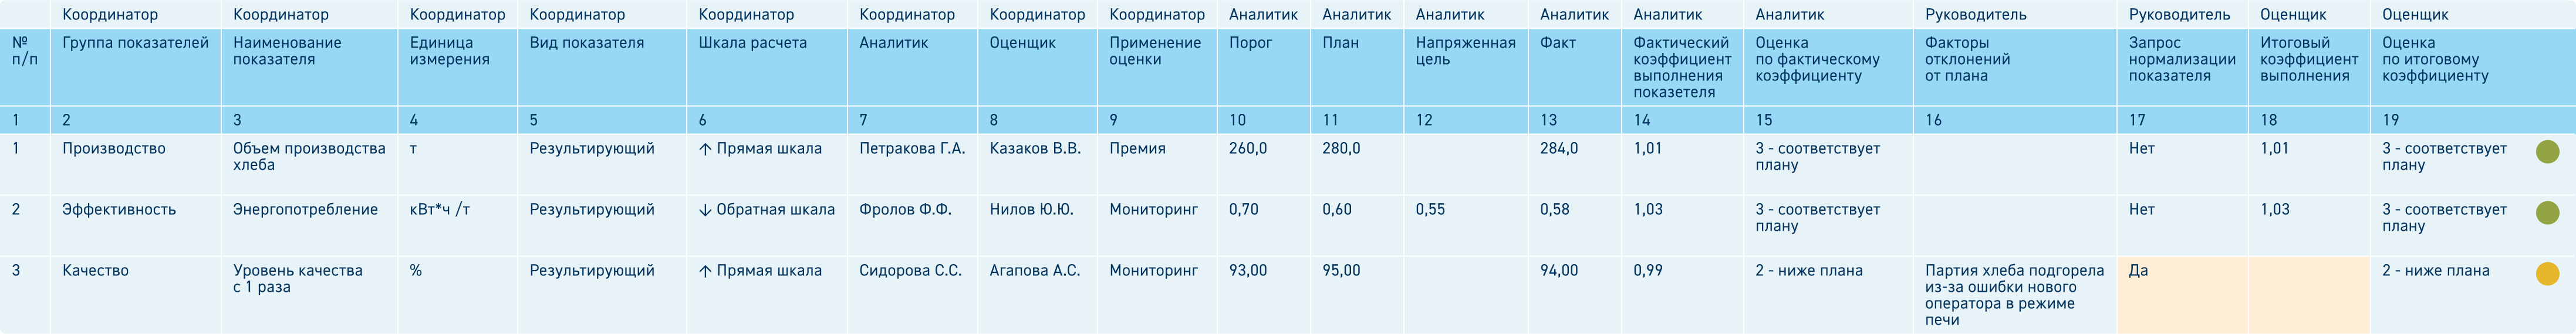 Координатор Координатор Координатор Координатор Координатор Координатор Координатор Координатор Аналитик Аналитик Аналитик Аналитик Аналитик Аналитик Руководитель Руководитель Оценщик Оценщик
№ п/п
Группа показателей
Наименование
показателя
Единица
измерения
Вид показателя
Шкала расчета
Аналитик
Оценщик
Применение
оценки
Порог
План
Напряженная
цель
Факт
Фактический
коэффициент
выполнения
показетеля
Оценка
по фактическому
коэффициенту
Факторы
отклонений
от плана
Запрос
нормализации
показателя
Итоговый
коэффициент
выполнения
Оценка
по итоговому
коэффициенту
1 2 3 4 5 6 7 8 9 10 11 12 13 14 15 16 17 18 19
1
Производство
Объем производства
хлеба
т
Результирующий
↑ Прямая шкала
Петракова Г.А.
Казаков В.В.
Премия
260,0
280,0
284,0
1,01
3 - соответствует
плану
Нет
1,01
3 - соответствует
плану
2
Эффективность
Энергопотребление
кВт*ч /т
Результирующий
↓ Обратная шкала
Фролов Ф.Ф.
Нилов Ю.Ю.
Мониторинг
0,70
0,60
0,55
0,58
1,03
3 - соответствует
плану
Нет
1,03
3 - соответствует
плану
3
Качество
Уровень качества
с 1 раза
%
Результирующий
↑ Прямая шкала
Сидорова С.С.
Агапова А.С.
Мониторинг
93,00
95,00
94,00
0,99
2 - ниже плана
Партия хлеба подгорела
из-за ошибки нового
оператора в режиме
печи
Да
2 - ниже плана